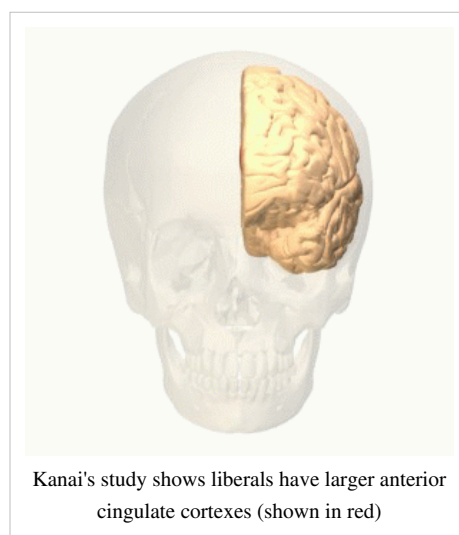 Kanai's study shows liberals have larger anterior
cingulate cortexes (shown in red)